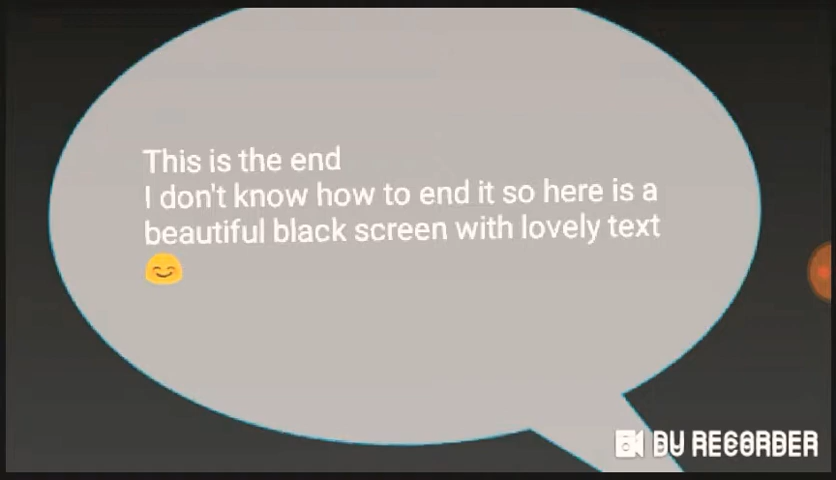 This is the end
I don't know how to end it so here is a
beautiful black screen with lovely text
😊
DU RECORDER